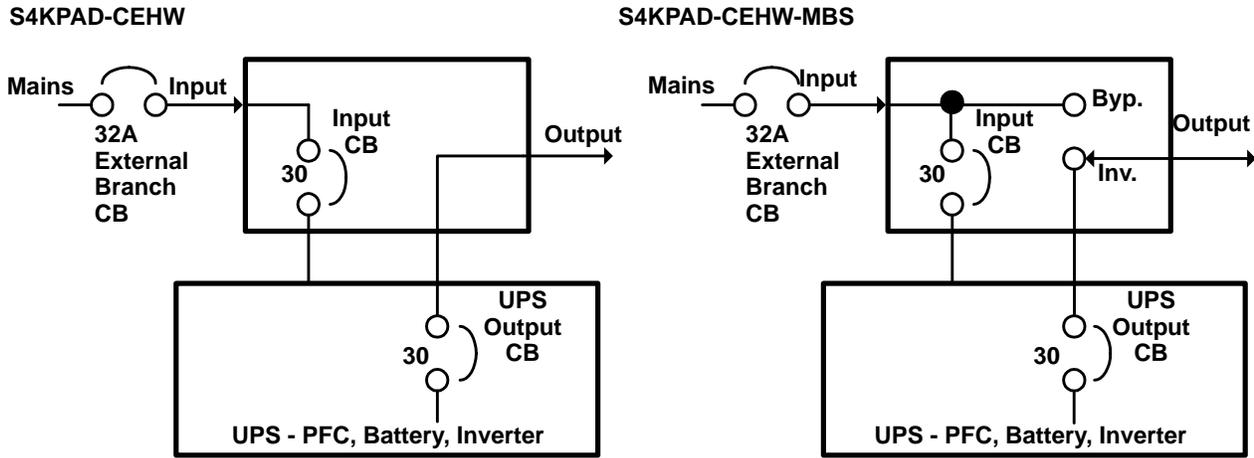 S4KPAD-CEHW
Mains
Input
32A
External
Branch
CB
Input
CB
30
Output
UPS
Output
CB
30
UPS - PFC, Battery, Inverter
S4KPAD-CEHW-MBS
Mains
Input
32A
External
Branch
CB
Input
CB
30
Byp.
Inv.
Output
UPS
Output
CB
30
UPS - PFC, Battery, Inverter